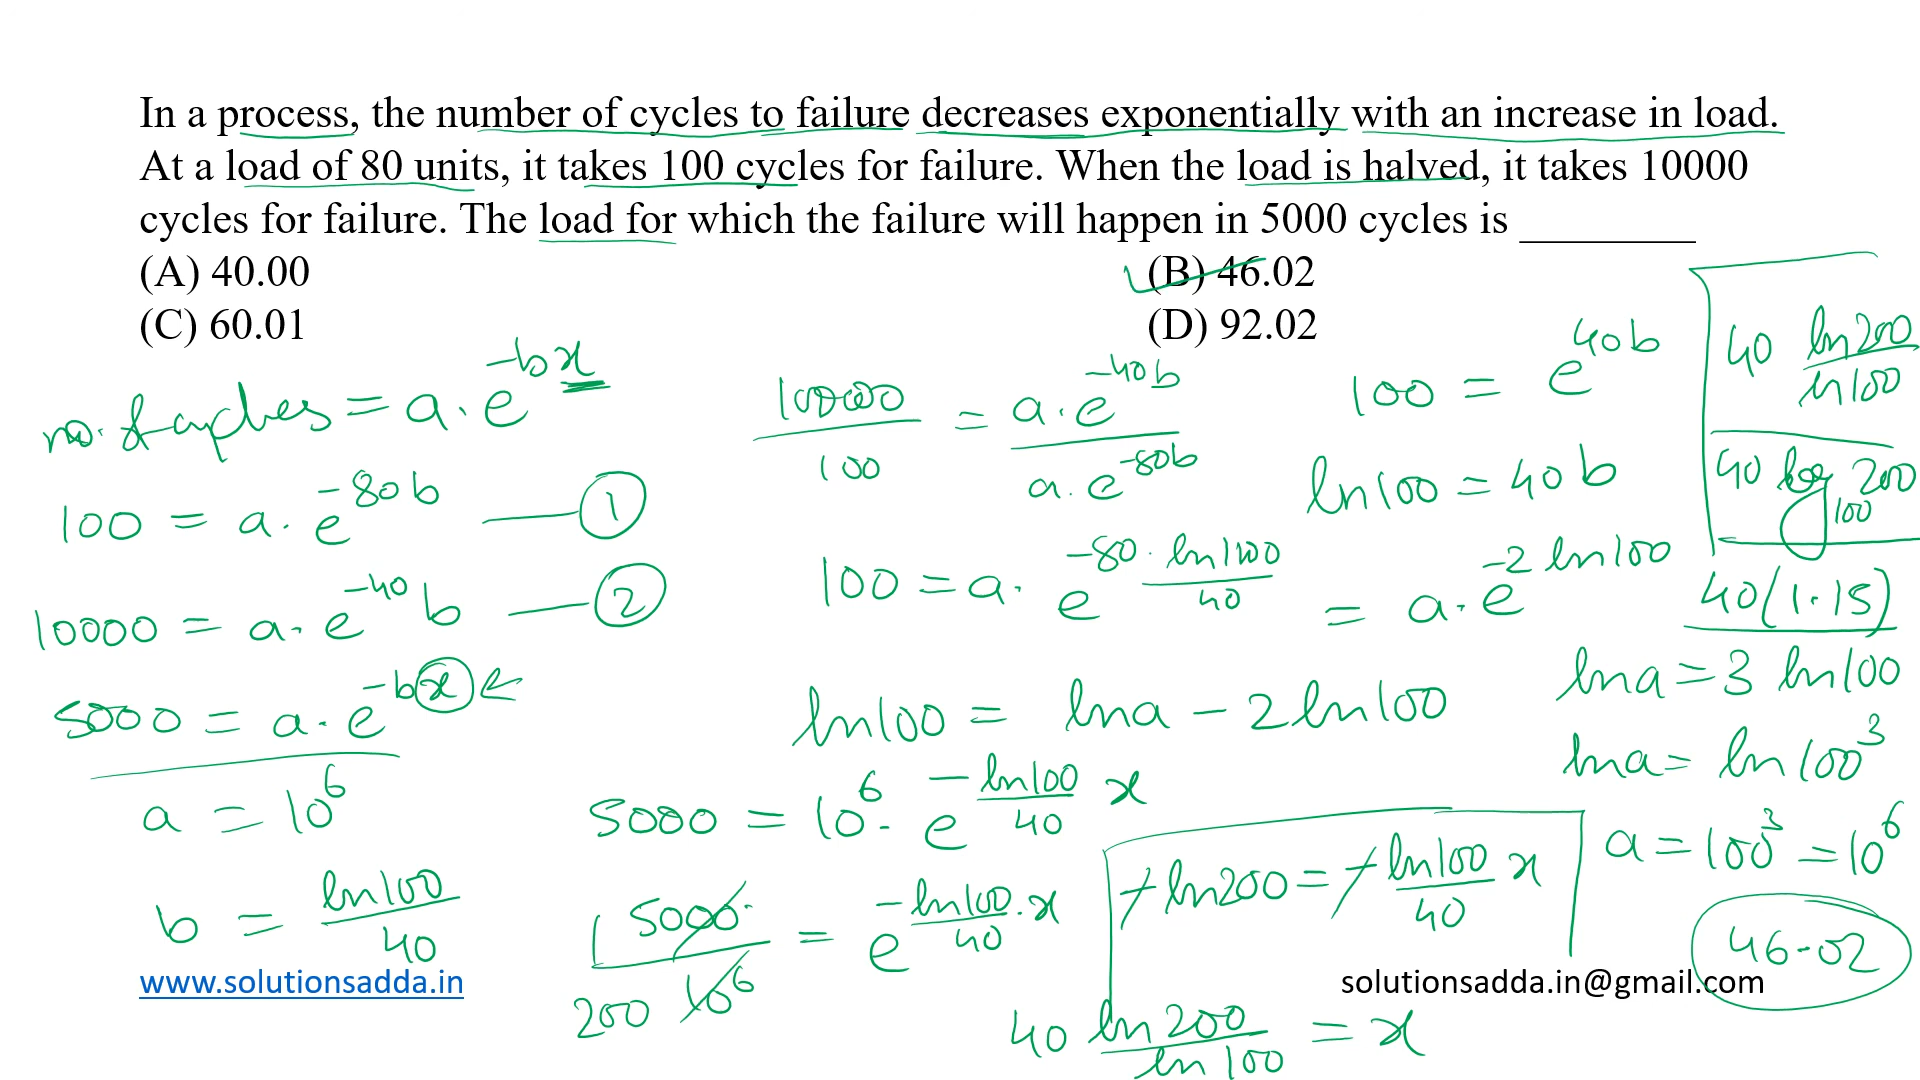 In a process, the number of cycles to failure decreases exponentially with an increase in load.
At a load of 80 units, it takes 100 cycles for failure. When the load is halved, it takes 10000
cycles for failure. The load for which the failure will happen in 5000 cycles is ________
(A) 40.00 (B) 46.02
(C) 60.01 (D) 92.02
no. of cycles = a . e^-bx
100 = a . e^-80b — 1
10000 = a . e^-40b — 2
5000 = a . e^-bx ←
a = 10^6
b = ln100/40
10000/100 = a.e^-40b / a.e^-80b
100 = a . e^(-80 . ln100/40) = a . e^(-2 ln100)
ln100 = lna - 2 ln100
5000 = 10^6 . e^(-ln100/40 x)
1 5000 / 200 10^6 = e^(-ln100/40 . x)
100 = e^40b
ln100 = 40b
lna = 3 ln100
lna = ln 100^3
a = 100^3 = 10^6
+ ln200 = + ln100/40 x
40 ln200/ln100 = x
40 ln200/ln100
40 log_100 200
40(1.15)
46.02
www.solutionsadda.in
solutionsadda.in@gmail.com